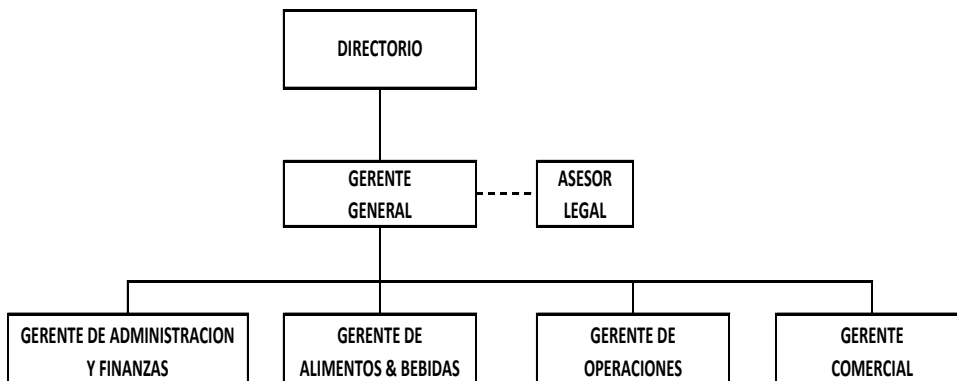 DIRECTORIO
GERENTE
GENERAL
ASESOR
LEGAL
GERENTE DE ADMINISTRACION
Y FINANZAS
GERENTE DE
ALIMENTOS & BEBIDAS
GERENTE DE
OPERACIONES
GERENTE
COMERCIAL